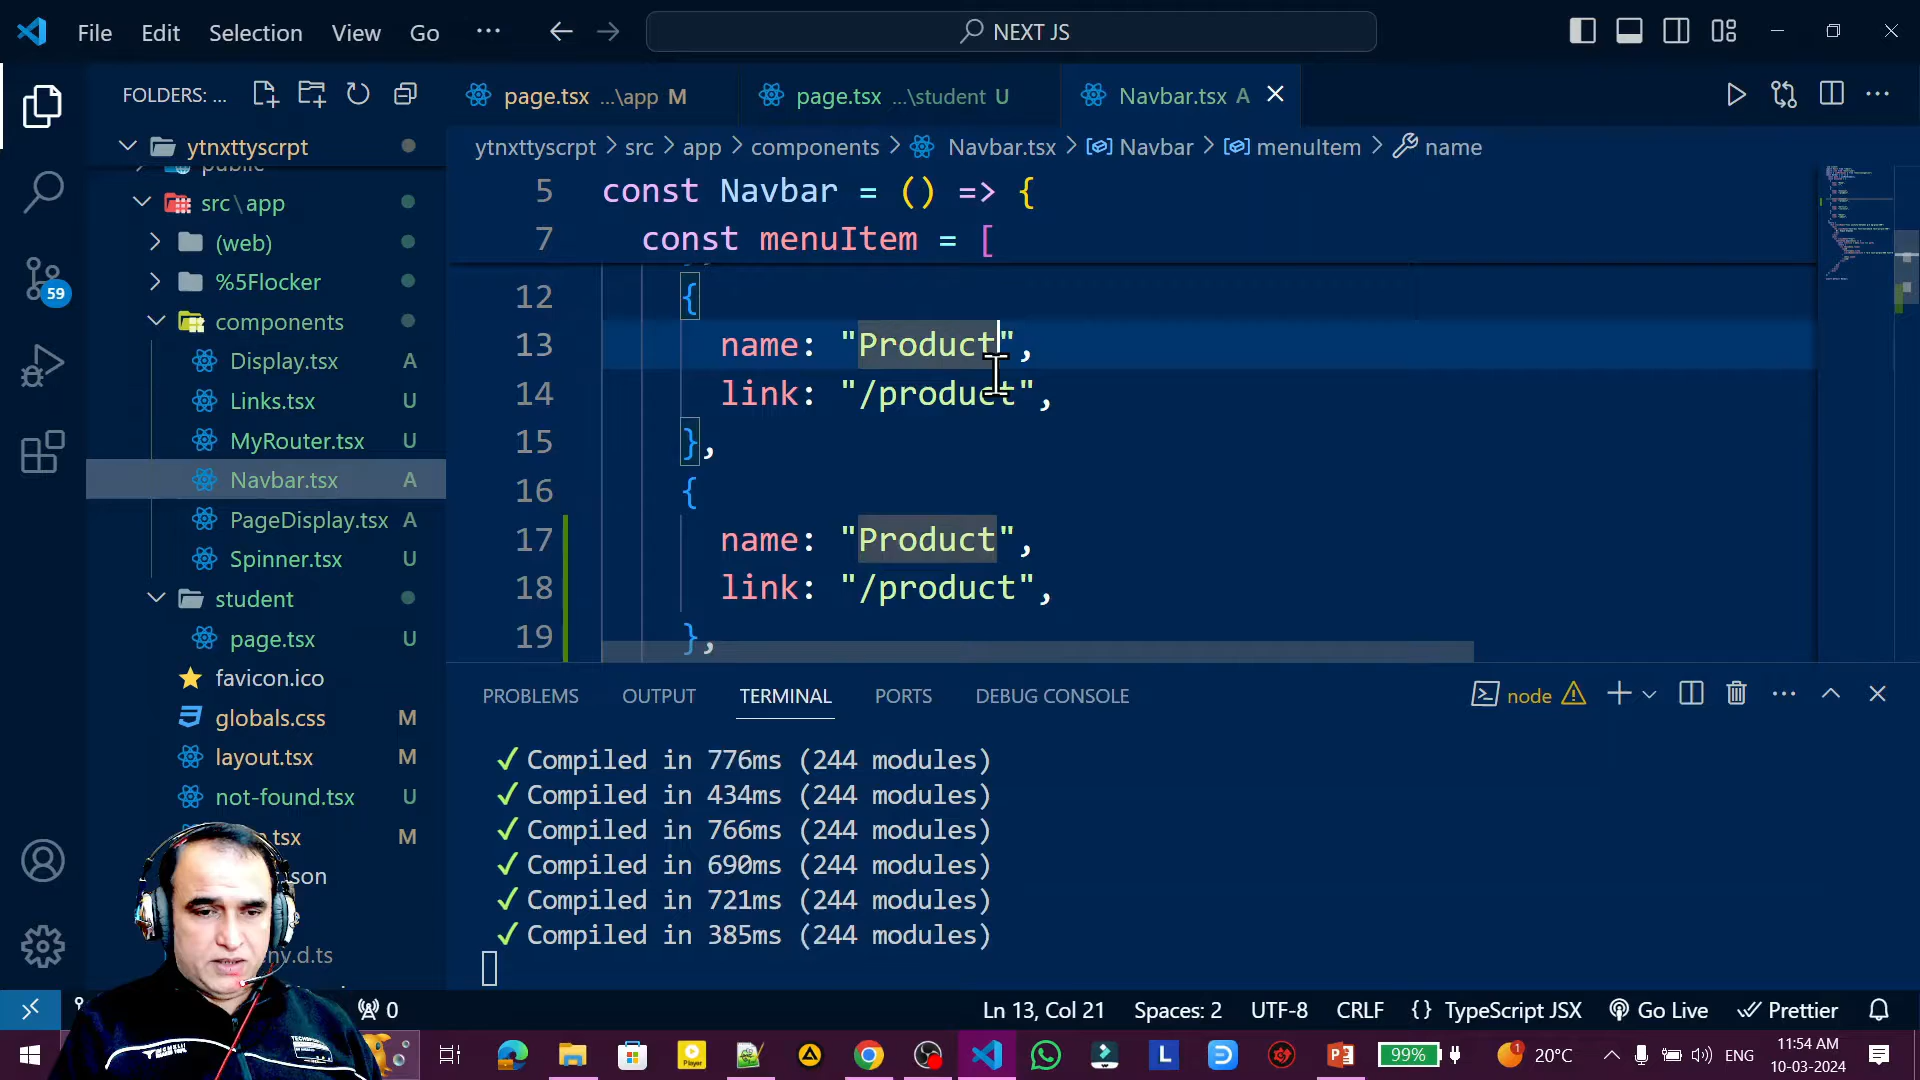 File Edit Selection View Go ... NEXT JS
FOLDERS: ...
page.tsx ...\app M page.tsx ...\student U Navbar.tsx A
ytnxttyscrpt
public
src\app
(web)
%5Flocker
components
Display.tsx A
Links.tsx U
MyRouter.tsx U
Navbar.tsx A
PageDisplay.tsx A
Spinner.tsx U
student
page.tsx U
favicon.ico
globals.css M
layout.tsx M
not-found.tsx U
.tsx M
59
ytnxttyscrpt > src > app > components > Navbar.tsx > Navbar > menuItem > name
5 const Navbar = () => {
7 const menuItem = [
12 {
13 name: "Product",
14 link: "/product",
15 },
16 {
17 name: "Product",
18 link: "/product",
19 },
PROBLEMS OUTPUT TERMINAL PORTS DEBUG CONSOLE node
✓ Compiled in 776ms (244 modules)
✓ Compiled in 434ms (244 modules)
✓ Compiled in 766ms (244 modules)
✓ Compiled in 690ms (244 modules)
✓ Compiled in 721ms (244 modules)
✓ Compiled in 385ms (244 modules)
0 Ln 13, Col 21 Spaces: 2 UTF-8 CRLF {} TypeScript JSX Go Live Prettier
99% 20°C ENG 11:54 AM
10-03-2024